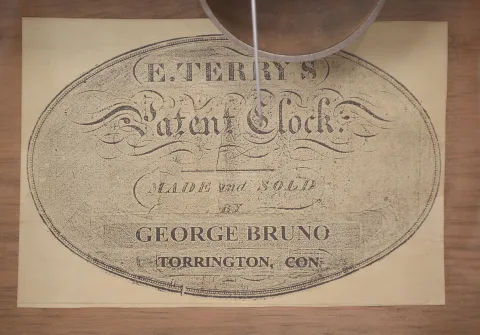 E. TERRY'S
Patent Clock.
MADE and SOLD
BY
GEORGE BRUNO
TORRINGTON, CON.